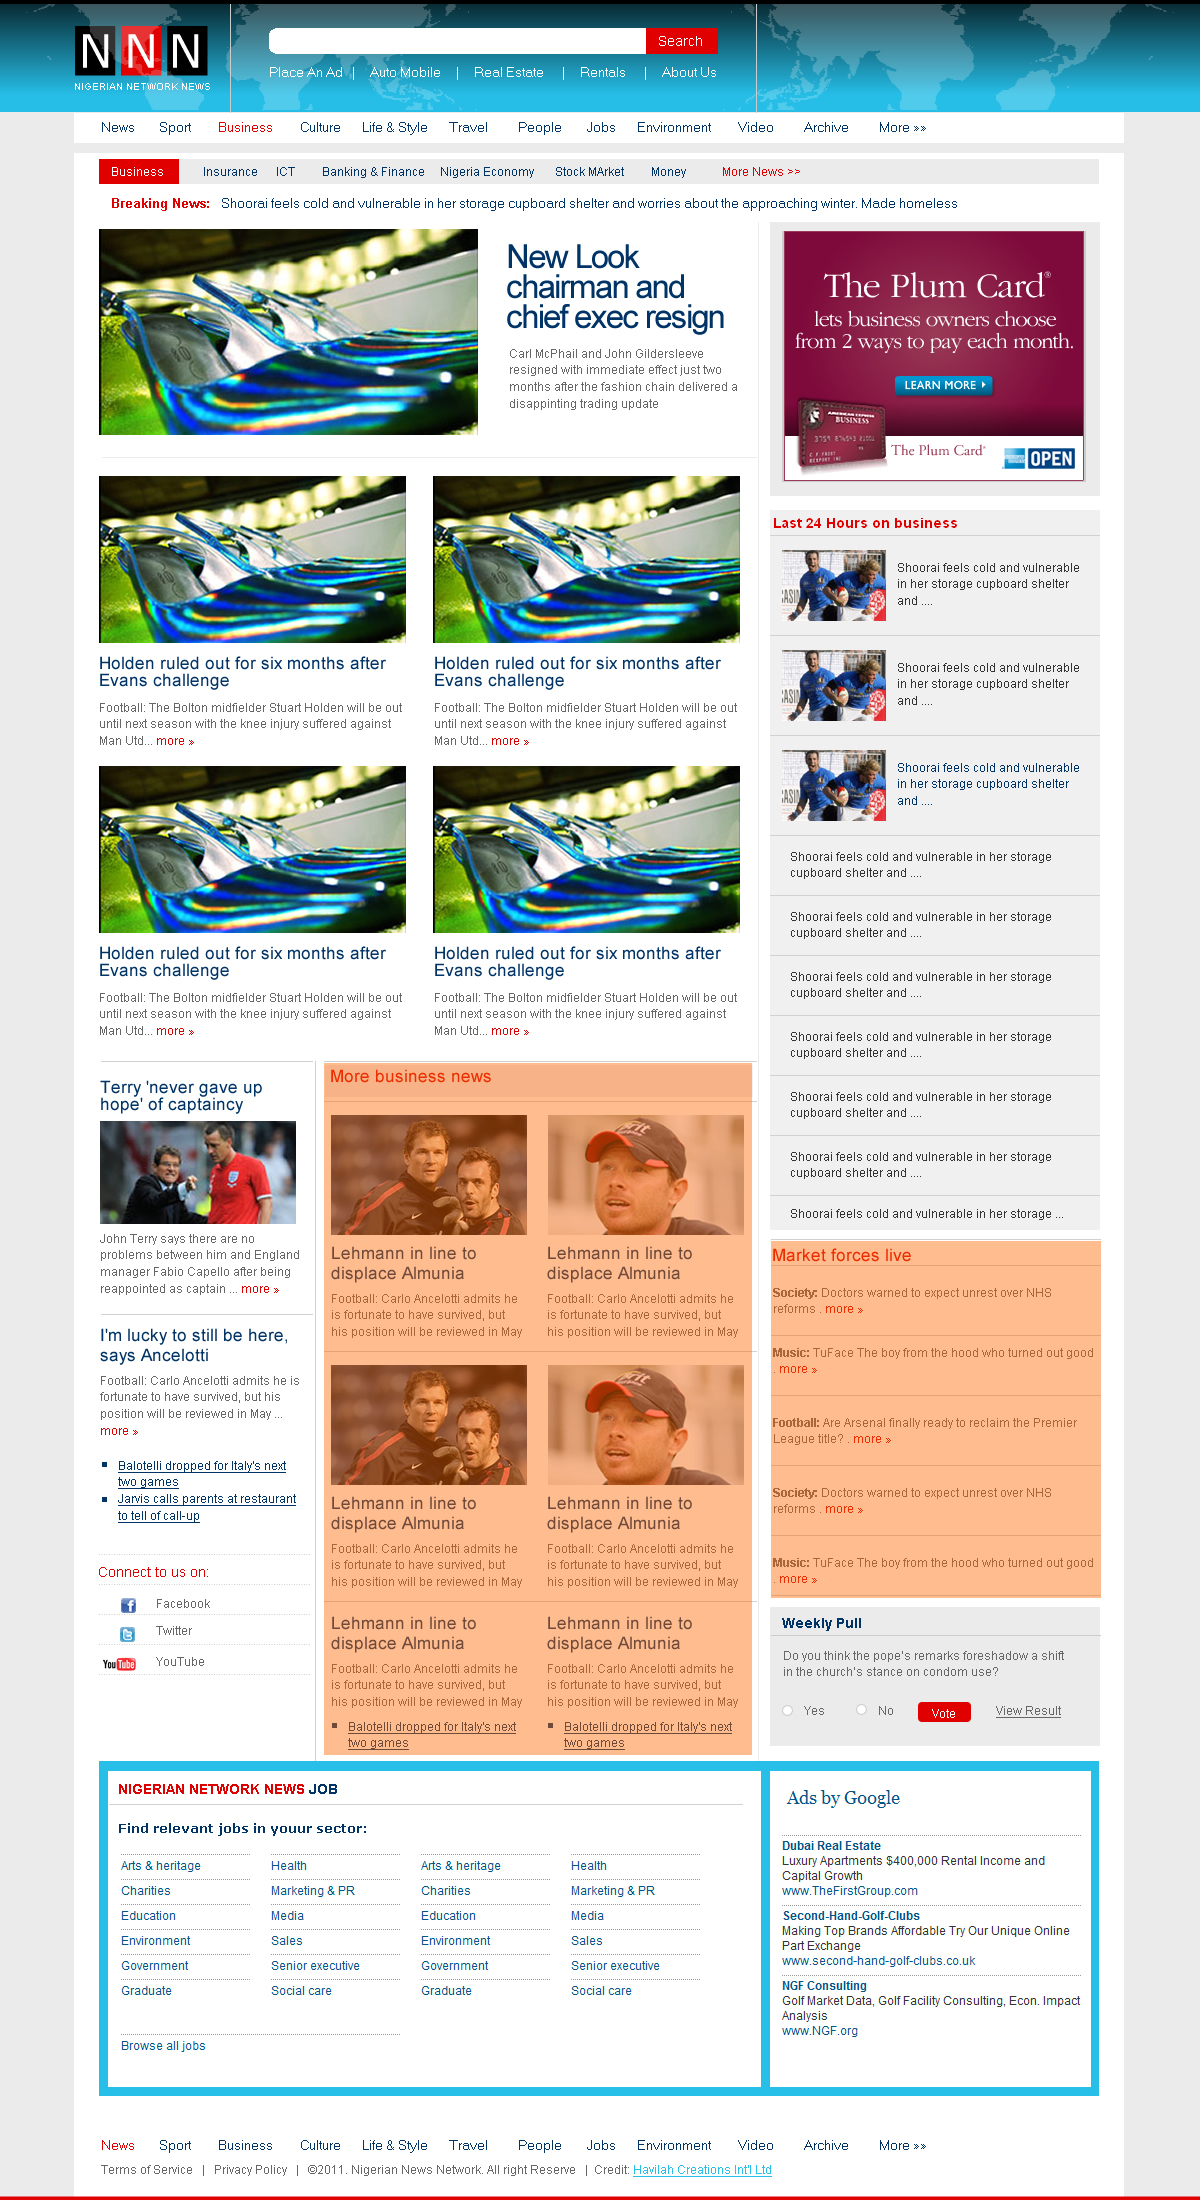 NNN
NIGERIAN NETWORK NEWS
Search
Place An Ad | Auto Mobile | Real Estate | Rentals | About Us
News Sport Business Culture Life & Style Travel People Jobs Environment Video Archive More »»
Business Insurance ICT Banking & Finance Nigeria Economy Stock MArket Money More News >>
Breaking News: Shoorai feels cold and vulnerable in her storage cupboard shelter and worries about the approaching winter. Made homeless
New Look
chairman and
chief exec resign
Carl McPhail and John Gildersleeve
resigned with immediate effect just two
months after the fashion chain delivered a
disappinting trading update
The Plum Card®
lets business owners choose
from 2 ways to pay each month.
LEARN MORE
AMERICAN EXPRESS
BUSINESS
C F FROST
The Plum Card®
OPEN
Holden ruled out for six months after
Evans challenge
Football: The Bolton midfielder Stuart Holden will be out
until next season with the knee injury suffered against
Man Utd... more »
Holden ruled out for six months after
Evans challenge
Football: The Bolton midfielder Stuart Holden will be out
until next season with the knee injury suffered against
Man Utd... more »
Holden ruled out for six months after
Evans challenge
Football: The Bolton midfielder Stuart Holden will be out
until next season with the knee injury suffered against
Man Utd... more »
Holden ruled out for six months after
Evans challenge
Football: The Bolton midfielder Stuart Holden will be out
until next season with the knee injury suffered against
Man Utd... more »
Last 24 Hours on business
Shoorai feels cold and vulnerable
in her storage cupboard shelter
and ....
Shoorai feels cold and vulnerable
in her storage cupboard shelter
and ....
Shoorai feels cold and vulnerable
in her storage cupboard shelter
and ....
Shoorai feels cold and vulnerable in her storage
cupboard shelter and ....
Shoorai feels cold and vulnerable in her storage
cupboard shelter and ....
Shoorai feels cold and vulnerable in her storage
cupboard shelter and ....
Shoorai feels cold and vulnerable in her storage
cupboard shelter and ....
Shoorai feels cold and vulnerable in her storage
cupboard shelter and ....
Shoorai feels cold and vulnerable in her storage
cupboard shelter and ....
Shoorai feels cold and vulnerable in her storage ...
Terry 'never gave up
hope' of captaincy
John Terry says there are no
problems between him and England
manager Fabio Capello after being
reappointed as captain ... more »
I'm lucky to still be here,
says Ancelotti
Football: Carlo Ancelotti admits he is
fortunate to have survived, but his
position will be reviewed in May ...
more »
Balotelli dropped for Italy's next
two games
Jarvis calls parents at restaurant
to tell of call-up
Connect to us on:
Facebook
Twitter
YouTube YouTube
More business news
Lehmann in line to
displace Almunia
Football: Carlo Ancelotti admits he
is fortunate to have survived, but
his position will be reviewed in May
Lehmann in line to
displace Almunia
Football: Carlo Ancelotti admits he
is fortunate to have survived, but
his position will be reviewed in May
Lehmann in line to
displace Almunia
Football: Carlo Ancelotti admits he
is fortunate to have survived, but
his position will be reviewed in May
Lehmann in line to
displace Almunia
Football: Carlo Ancelotti admits he
is fortunate to have survived, but
his position will be reviewed in May
Lehmann in line to
displace Almunia
Football: Carlo Ancelotti admits he
is fortunate to have survived, but
his position will be reviewed in May
Balotelli dropped for Italy's next
two games
Lehmann in line to
displace Almunia
Football: Carlo Ancelotti admits he
is fortunate to have survived, but
his position will be reviewed in May
Balotelli dropped for Italy's next
two games
Market forces live
Society: Doctors warned to expect unrest over NHS
reforms . more »
Music: TuFace The boy from the hood who turned out good
. more »
Football: Are Arsenal finally ready to reclaim the Premier
League title? . more »
Society: Doctors warned to expect unrest over NHS
reforms . more »
Music: TuFace The boy from the hood who turned out good
. more »
Weekly Pull
Do you think the pope's remarks foreshadow a shift
in the church's stance on condom use?
Yes No Vote View Result
NIGERIAN NETWORK NEWS JOB
Find relevant jobs in youur sector:
Arts & heritage Health Arts & heritage Health
Charities Marketing & PR Charities Marketing & PR
Education Media Education Media
Environment Sales Environment Sales
Government Senior executive Government Senior executive
Graduate Social care Graduate Social care
Browse all jobs
Ads by Google
Dubai Real Estate
Luxury Apartments $400,000 Rental Income and
Capital Growth
www.TheFirstGroup.com
Second-Hand-Golf-Clubs
Making Top Brands Affordable Try Our Unique Online
Part Exchange
www.second-hand-golf-clubs.co.uk
NGF Consulting
Golf Market Data, Golf Facility Consulting, Econ. Impact
Analysis
www.NGF.org
News Sport Business Culture Life & Style Travel People Jobs Environment Video Archive More »»
Terms of Service | Privacy Policy | ©2011. Nigerian News Network. All right Reserve | Credit: Havilah Creations Int'l Ltd